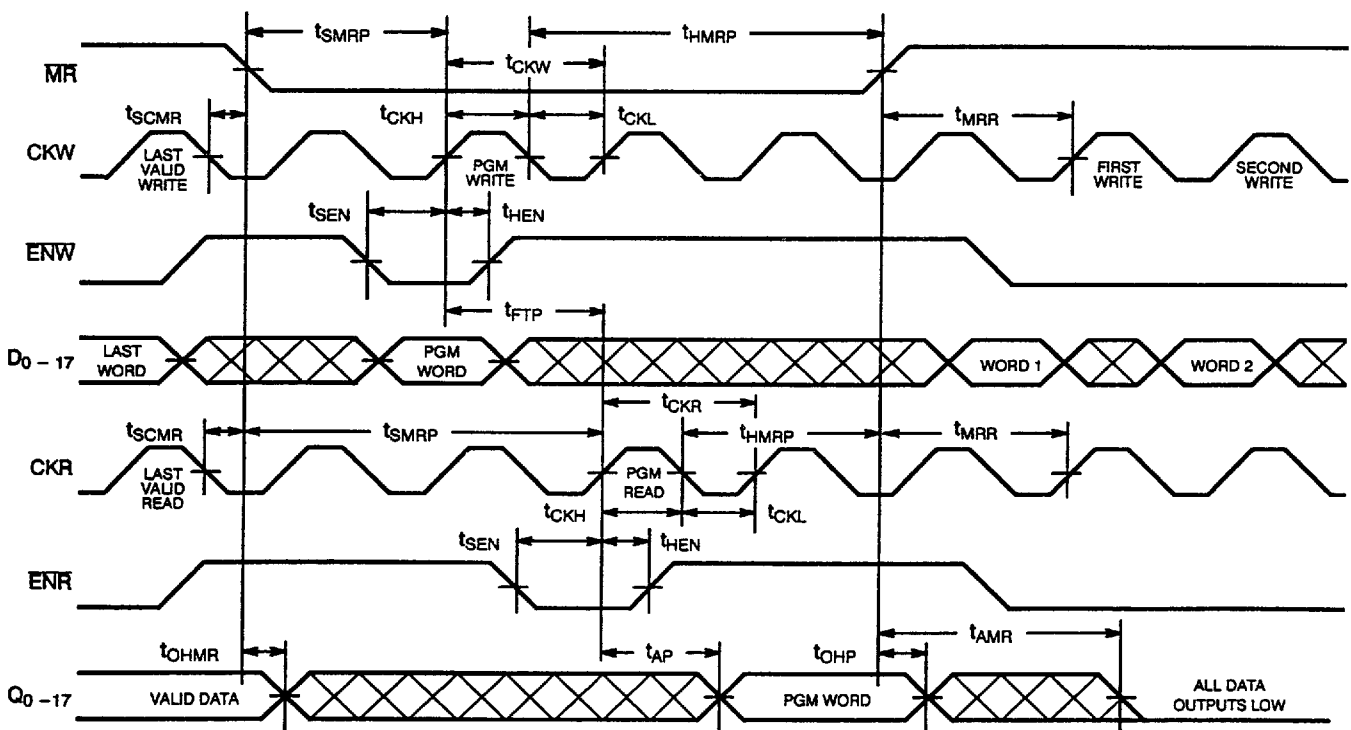 tSMRP
tHMRP
MR
tCKW
tSCMR
tCKH
tCKL
tMRR
CKW
LAST VALID WRITE
PGM WRITE
FIRST WRITE
SECOND WRITE
tSEN
tHEN
ENW
tFTP
D0 – 17
LAST WORD
PGM WORD
WORD 1
WORD 2
tCKR
tSCMR
tSMRP
tHMRP
tMRR
CKR
LAST VALID READ
PGM READ
tCKH
tCKL
tSEN
tHEN
ENR
tAMR
tOHMR
tAP
tOHP
Q0 – 17
VALID DATA
PGM WORD
ALL DATA OUTPUTS LOW